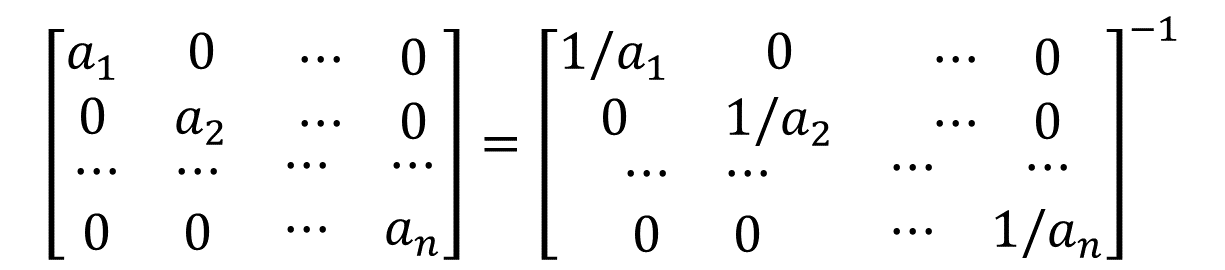 [a₁ 0 ⋯ 0] = [1/a₁ 0 ⋯ 0]⁻¹
[0 a₂ ⋯ 0] [0 1/a₂ ⋯ 0]
[⋯ ⋯ ⋯ ⋯] [⋯ ⋯ ⋯ ⋯]
[0 0 ⋯ aₙ] [0 0 ⋯ 1/aₙ]